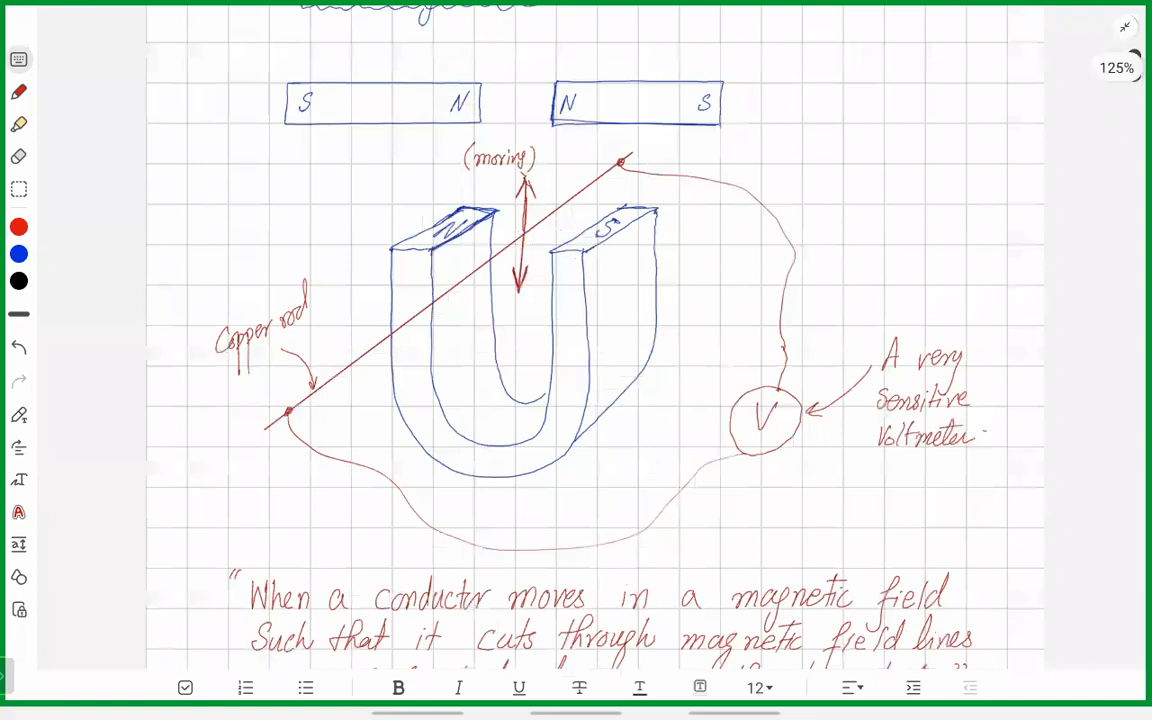 S N N S
(moving)
N S
Copper rod
A very
Sensitive
Voltmeter.
V
"When a conductor moves in a magnetic field
Such that it cuts through magnetic field lines
125%
B I U T T 12